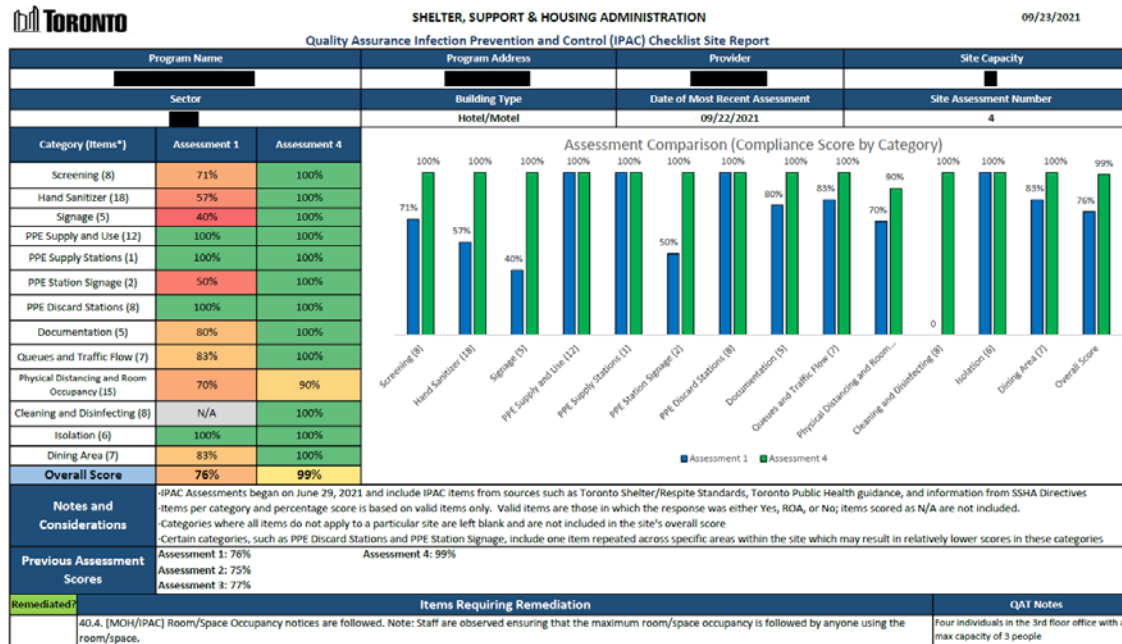 TORONTO
SHELTER, SUPPORT & HOUSING ADMINISTRATION
09/23/2021
Quality Assurance Infection Prevention and Control (IPAC) Checklist Site Report
Program Name Program Address Provider Site Capacity
Sector Building Type Date of Most Recent Assessment Site Assessment Number
Hotel/Motel 09/22/2021 4
Category (Items*) Assessment 1 Assessment 4
Screening (8) 71% 100%
Hand Sanitizer (18) 57% 100%
Signage (5) 40% 100%
PPE Supply and Use (12) 100% 100%
PPE Supply Stations (1) 100% 100%
PPE Station Signage (2) 50% 100%
PPE Discard Stations (8) 100% 100%
Documentation (5) 80% 100%
Queues and Traffic Flow (7) 83% 100%
Physical Distancing and Room
Occupancy (15) 70% 90%
Cleaning and Disinfecting (8) N/A 100%
Isolation (6) 100% 100%
Dining Area (7) 83% 100%
Overall Score 76% 99%
Assessment Comparison (Compliance Score by Category)
71% 100% 57% 100% 40% 100% 100% 100% 50% 100% 100% 80% 100% 83% 100% 70% 90% 0 100% 100% 83% 100% 76% 99%
Screening (8)
Hand Sanitizer (18)
Signage (5)
PPE Supply and Use (12)
PPE Supply Stations (1)
PPE Station Signage (2)
PPE Discard Stations (8)
Documentation (5)
Queues and Traffic Flow (7)
Physical Distancing and Room...
Cleaning and Disinfecting (8)
Isolation (6)
Dining Area (7)
Overall Score
Assessment 1 Assessment 4
Notes and
Considerations
-IPAC Assessments began on June 29, 2021 and include IPAC items from sources such as Toronto Shelter/Respite Standards, Toronto Public Health guidance, and information from SSHA Directives
-Items per category and percentage score is based on valid items only. Valid items are those in which the response was either Yes, ROA, or No; items scored as N/A are not included.
-Categories where all items do not apply to a particular site are left blank and are not included in the site's overall score
-Certain categories, such as PPE Discard Stations and PPE Station Signage, include one item repeated across specific areas within the site which may result in relatively lower scores in these categories
Previous Assessment
Scores
Assessment 1: 76% Assessment 4: 99%
Assessment 2: 75%
Assessment 3: 77%
Remediated? Items Requiring Remediation QAT Notes
40.4. [MOH/IPAC] Room/Space Occupancy notices are followed. Note: Staff are observed ensuring that the maximum room/space occupancy is followed by anyone using the
room/space.
Four individuals in the 3rd floor office with a
max capacity of 3 people